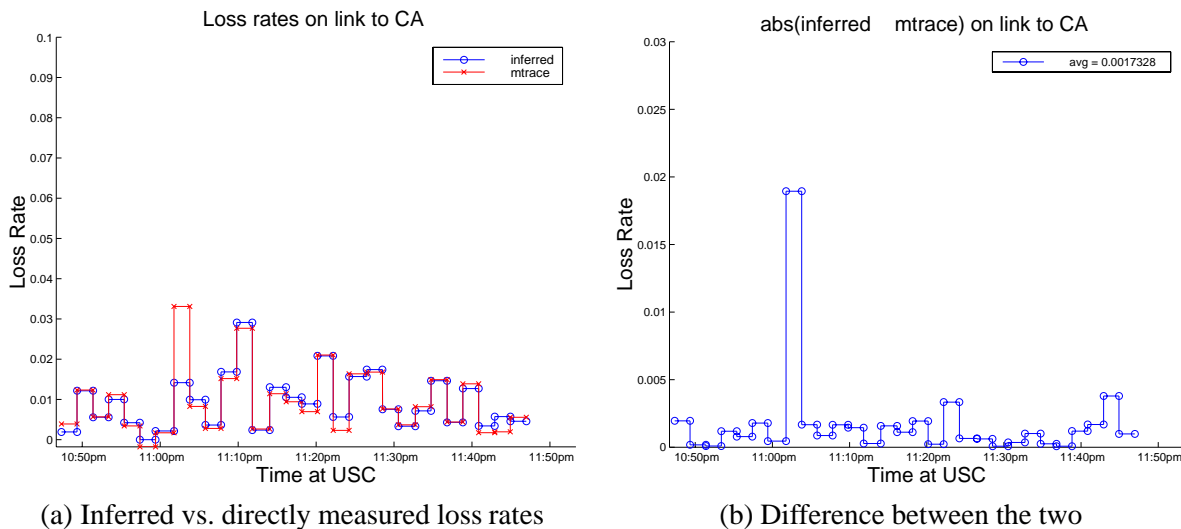 Loss rates on link to CA
0.1
0.09
0.08
0.07
0.06
0.05
0.04
0.03
0.02
0.01
0
Loss Rate
inferred
mtrace
10:50pm 11:00pm 11:10pm 11:20pm 11:30pm 11:40pm 11:50pm
Time at USC
(a) Inferred vs. directly measured loss rates
abs(inferred mtrace) on link to CA
0.03
0.025
0.02
0.015
0.01
0.005
0
Loss Rate
avg = 0.0017328
10:50pm 11:00pm 11:10pm 11:20pm 11:30pm 11:40pm 11:50pm
Time at USC
(b) Difference between the two